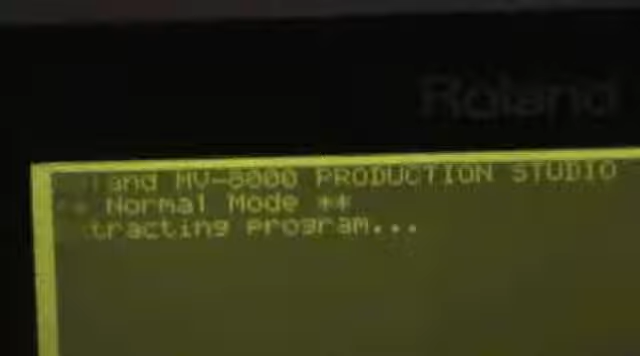 Roland
land MV-8000 PRODUCTION STUDIO
** Normal Mode **
tracting program...